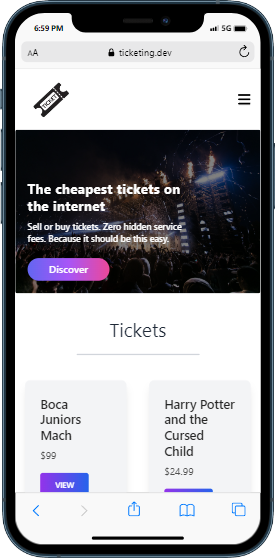 6:59 PM 5G
AA ticketing.dev
TICKET
The cheapest tickets on
the internet
Sell or buy tickets. Zero hidden service
fees. Because it should be this easy.
Discover
Tickets
Boca
Juniors
Mach
$99
VIEW
Harry Potter
and the
Cursed
Child
$24.99